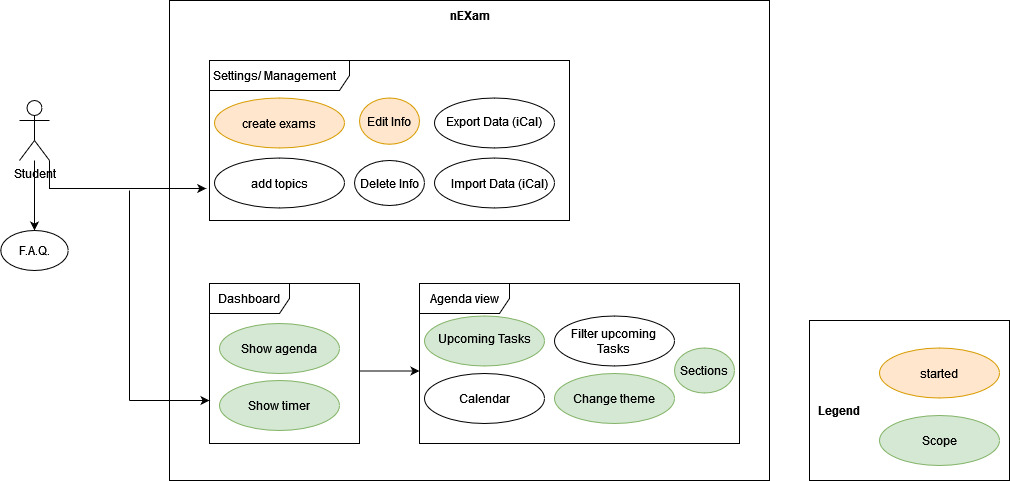 nEXam
Settings/ Management
create exams
Edit Info
Export Data (iCal)
add topics
Delete Info
Import Data (iCal)
Student
F.A.Q.
Dashboard
Show agenda
Show timer
Agenda view
Upcoming Tasks
Filter upcoming
Tasks
Sections
Calendar
Change theme
Legend
started
Scope